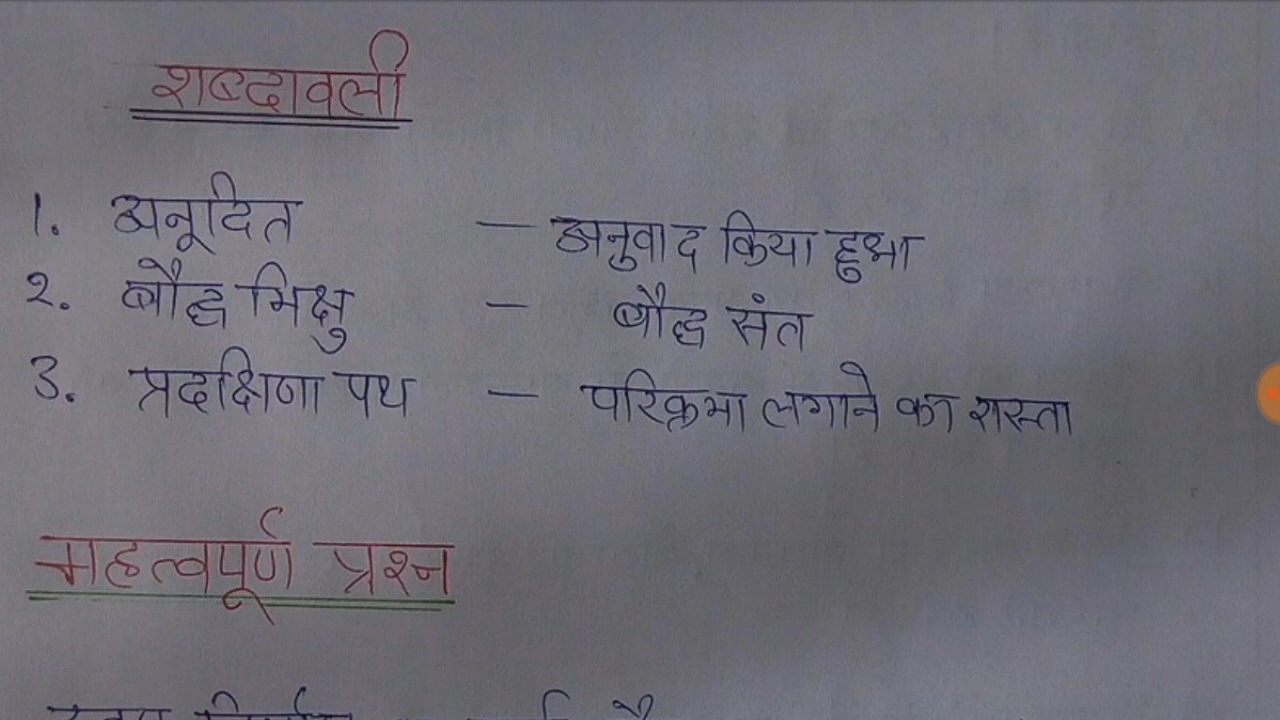 शब्दावली
1. अनूदित — अनुवाद किया हुआ
2. बौद्ध भिक्षु — बौद्ध संत
3. प्रदक्षिणा पथ — परिक्रमा लगाने का रास्ता
महत्वपूर्ण प्रश्न